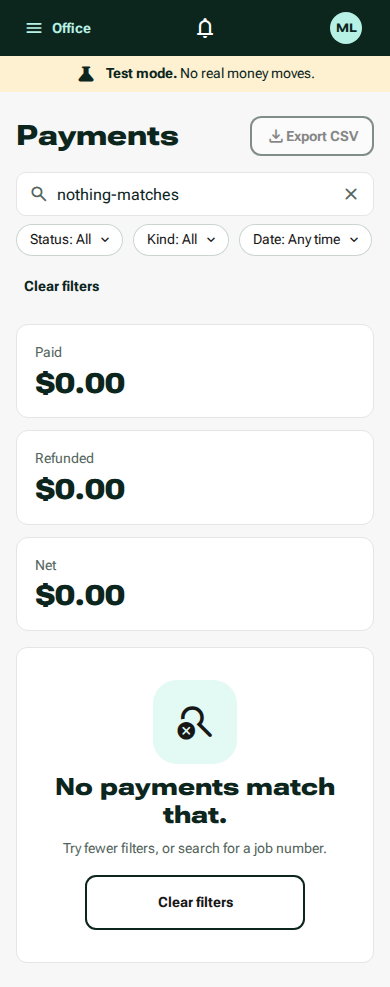 Office
ML
Test mode. No real money moves.
Payments
Export CSV
nothing-matches
Status: All
Kind: All
Date: Any time
Clear filters
Paid
$0.00
Refunded
$0.00
Net
$0.00
No payments match
that.
Try fewer filters, or search for a job number.
Clear filters